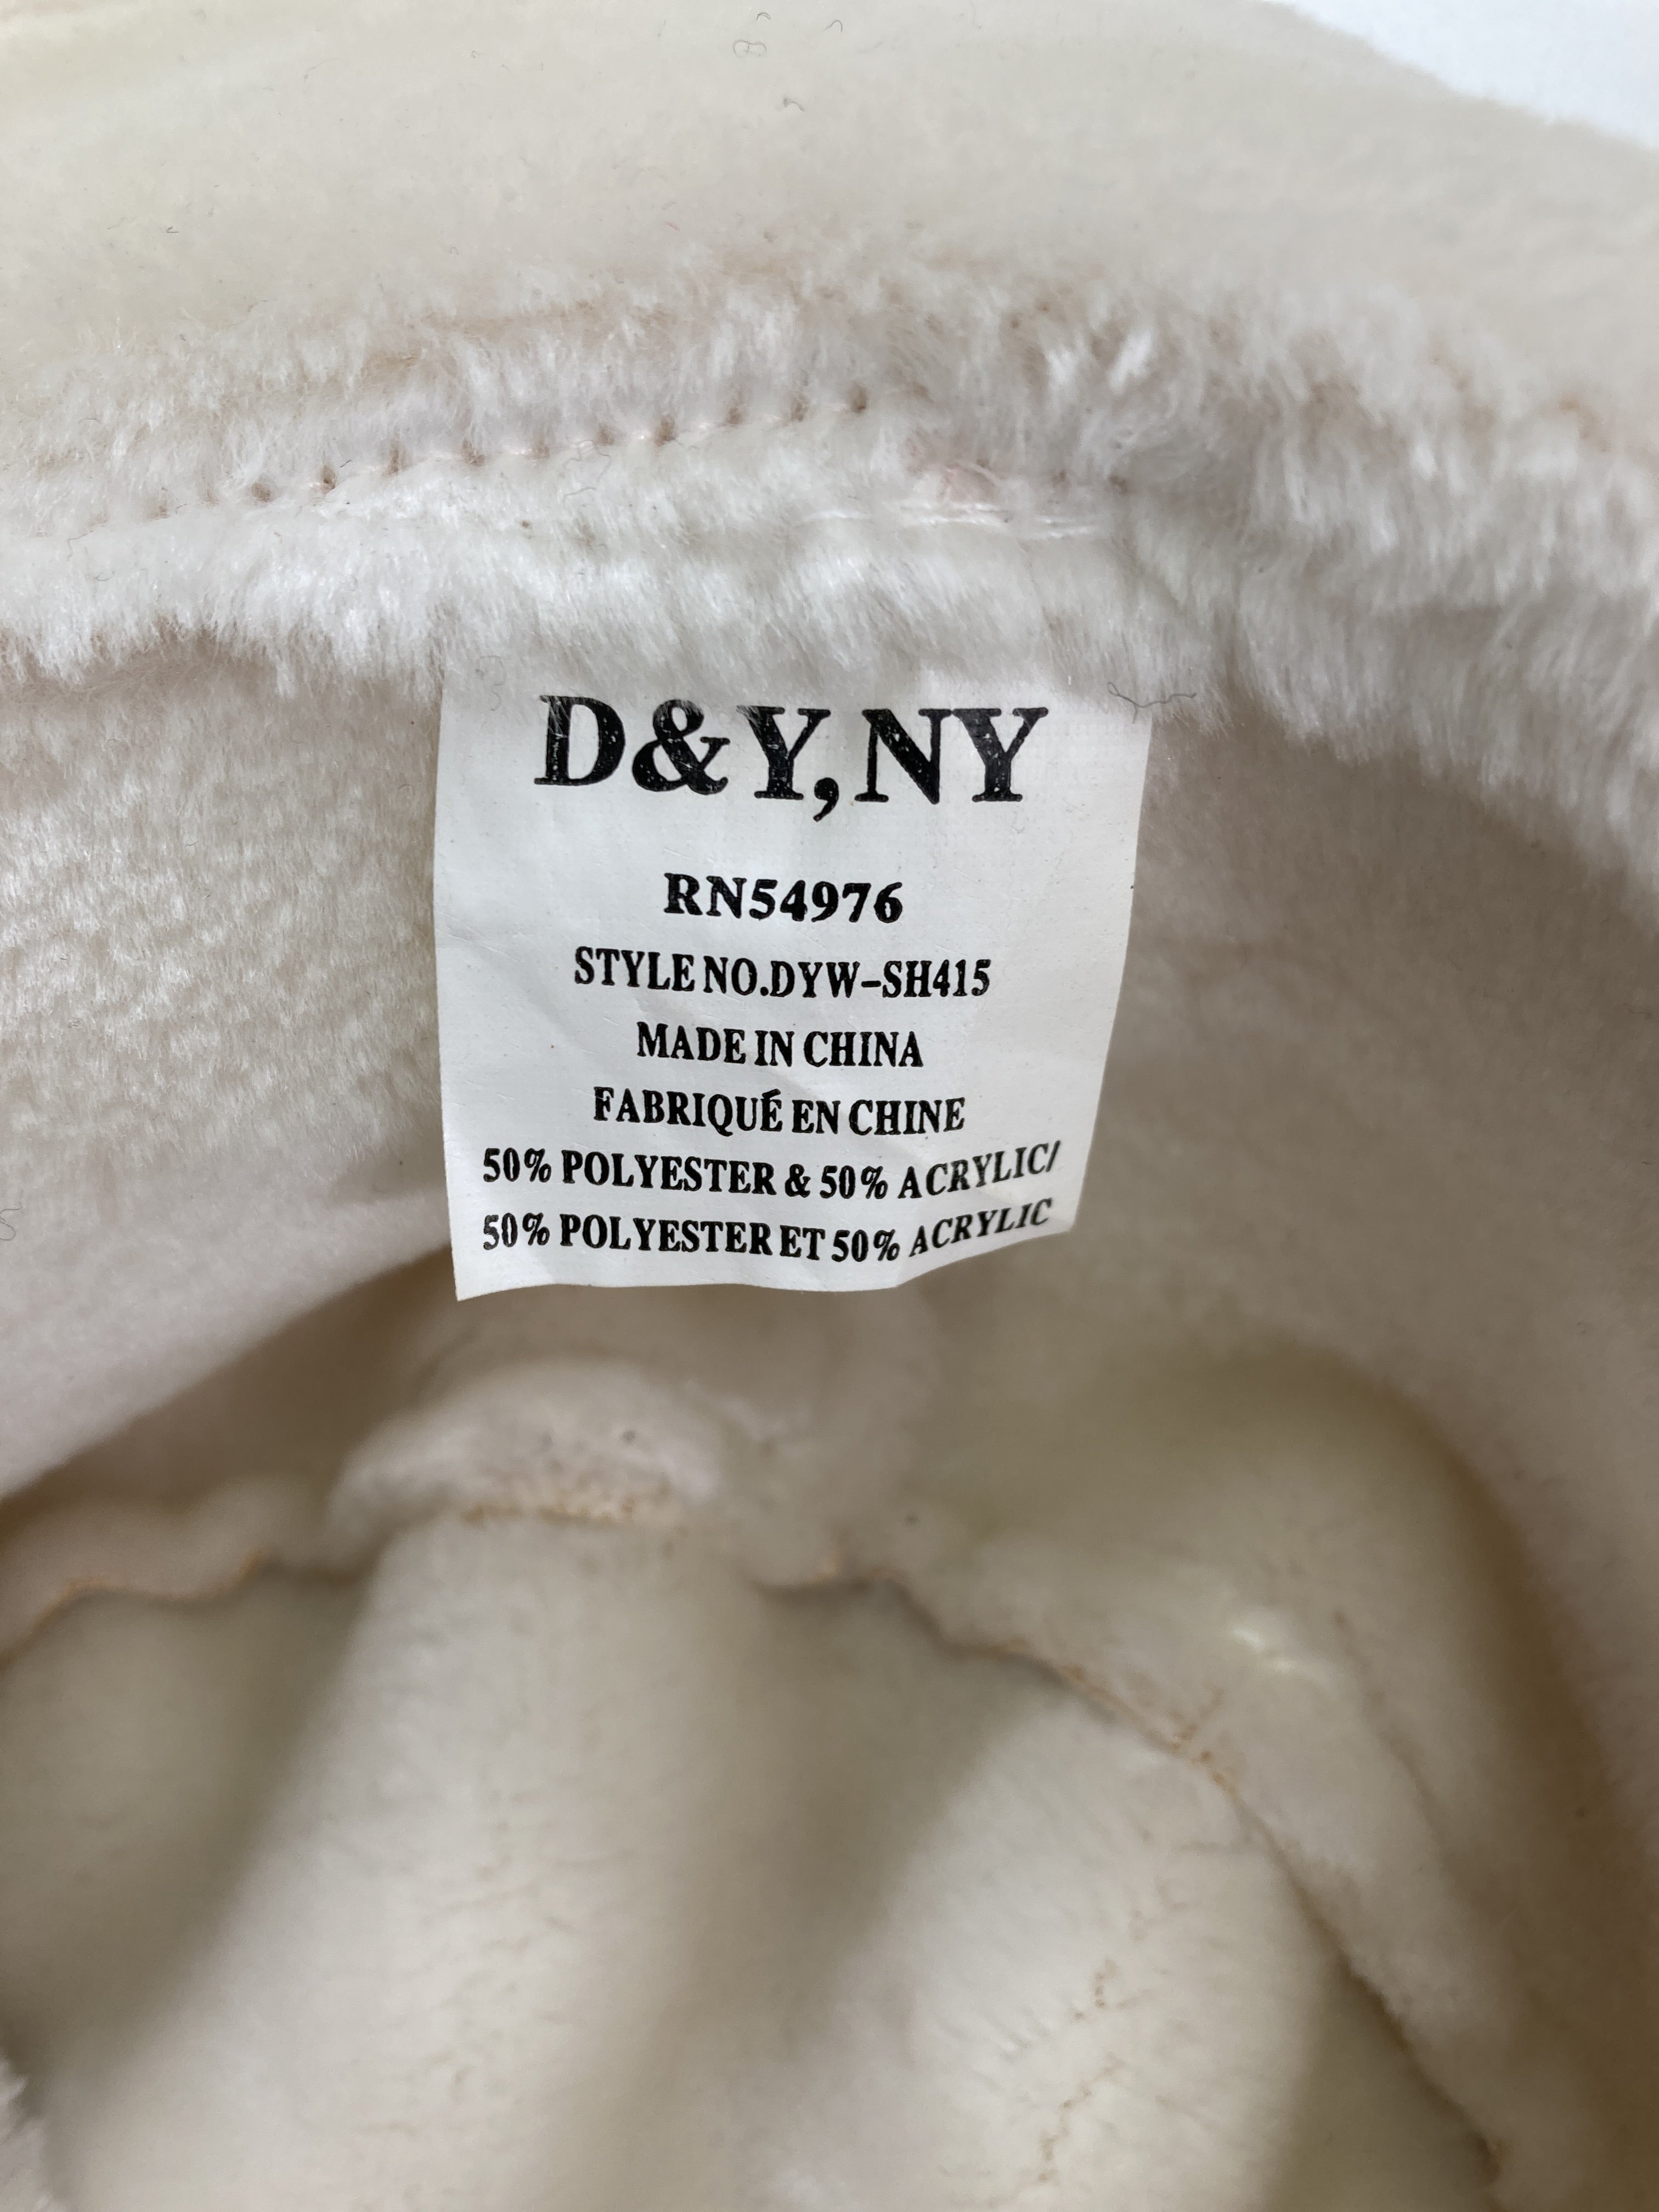 D&Y,NY
RN54976
STYLE NO.DYW-SH415
MADE IN CHINA
FABRIQUÉ EN CHINE
50% POLYESTER & 50% ACRYLIC/
50% POLYESTER ET 50% ACRYLIC